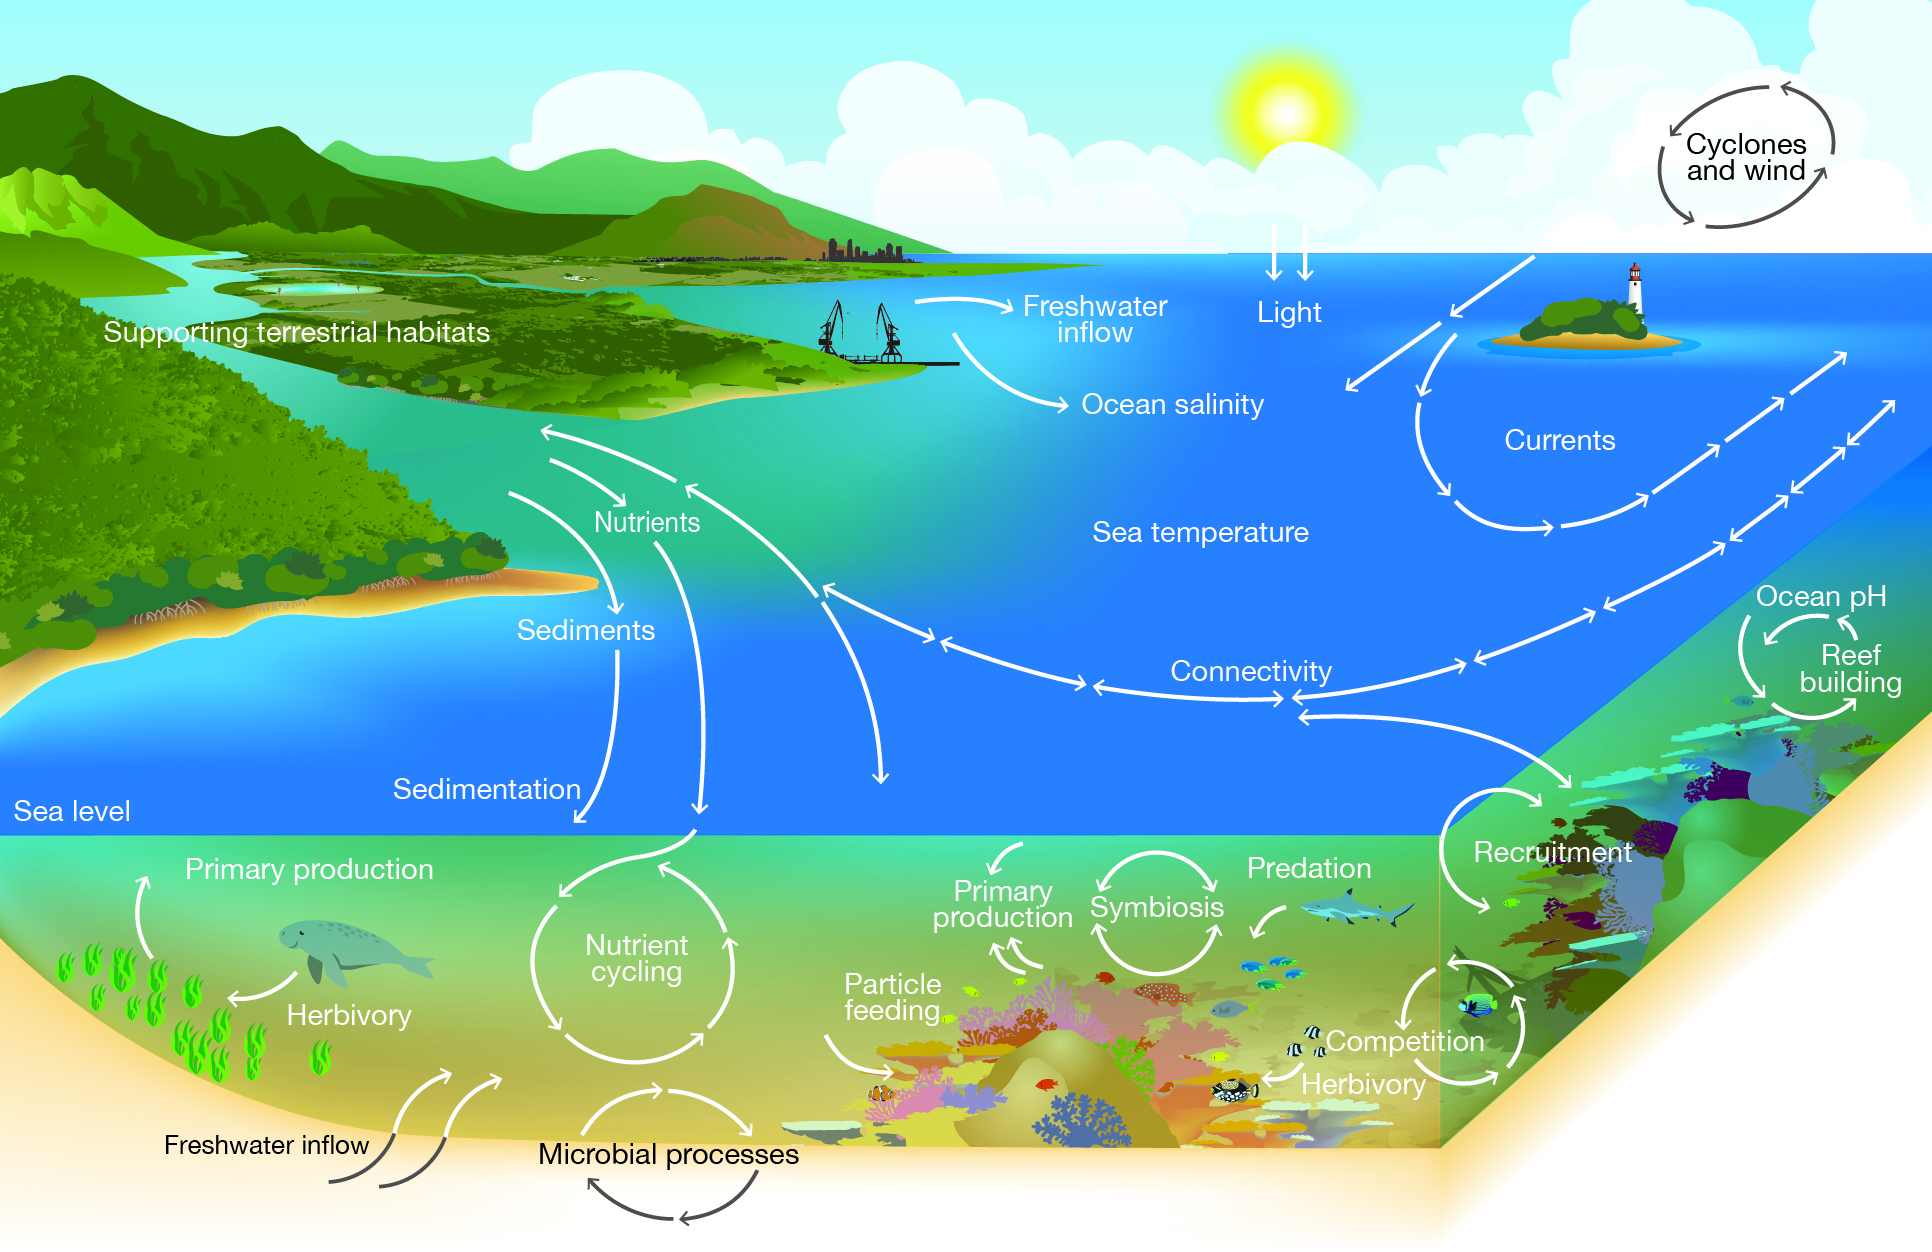 Cyclones
and wind
Supporting terrestrial habitats
Freshwater
inflow
Light
Ocean salinity
Currents
Nutrients
Sea temperature
Sediments
Ocean pH
Reef
building
Connectivity
Sedimentation
Sea level
Primary production
Primary
production
Symbiosis
Predation
Recruitment
Nutrient
cycling
Particle
feeding
Herbivory
Competition
Herbivory
Freshwater inflow
Microbial processes